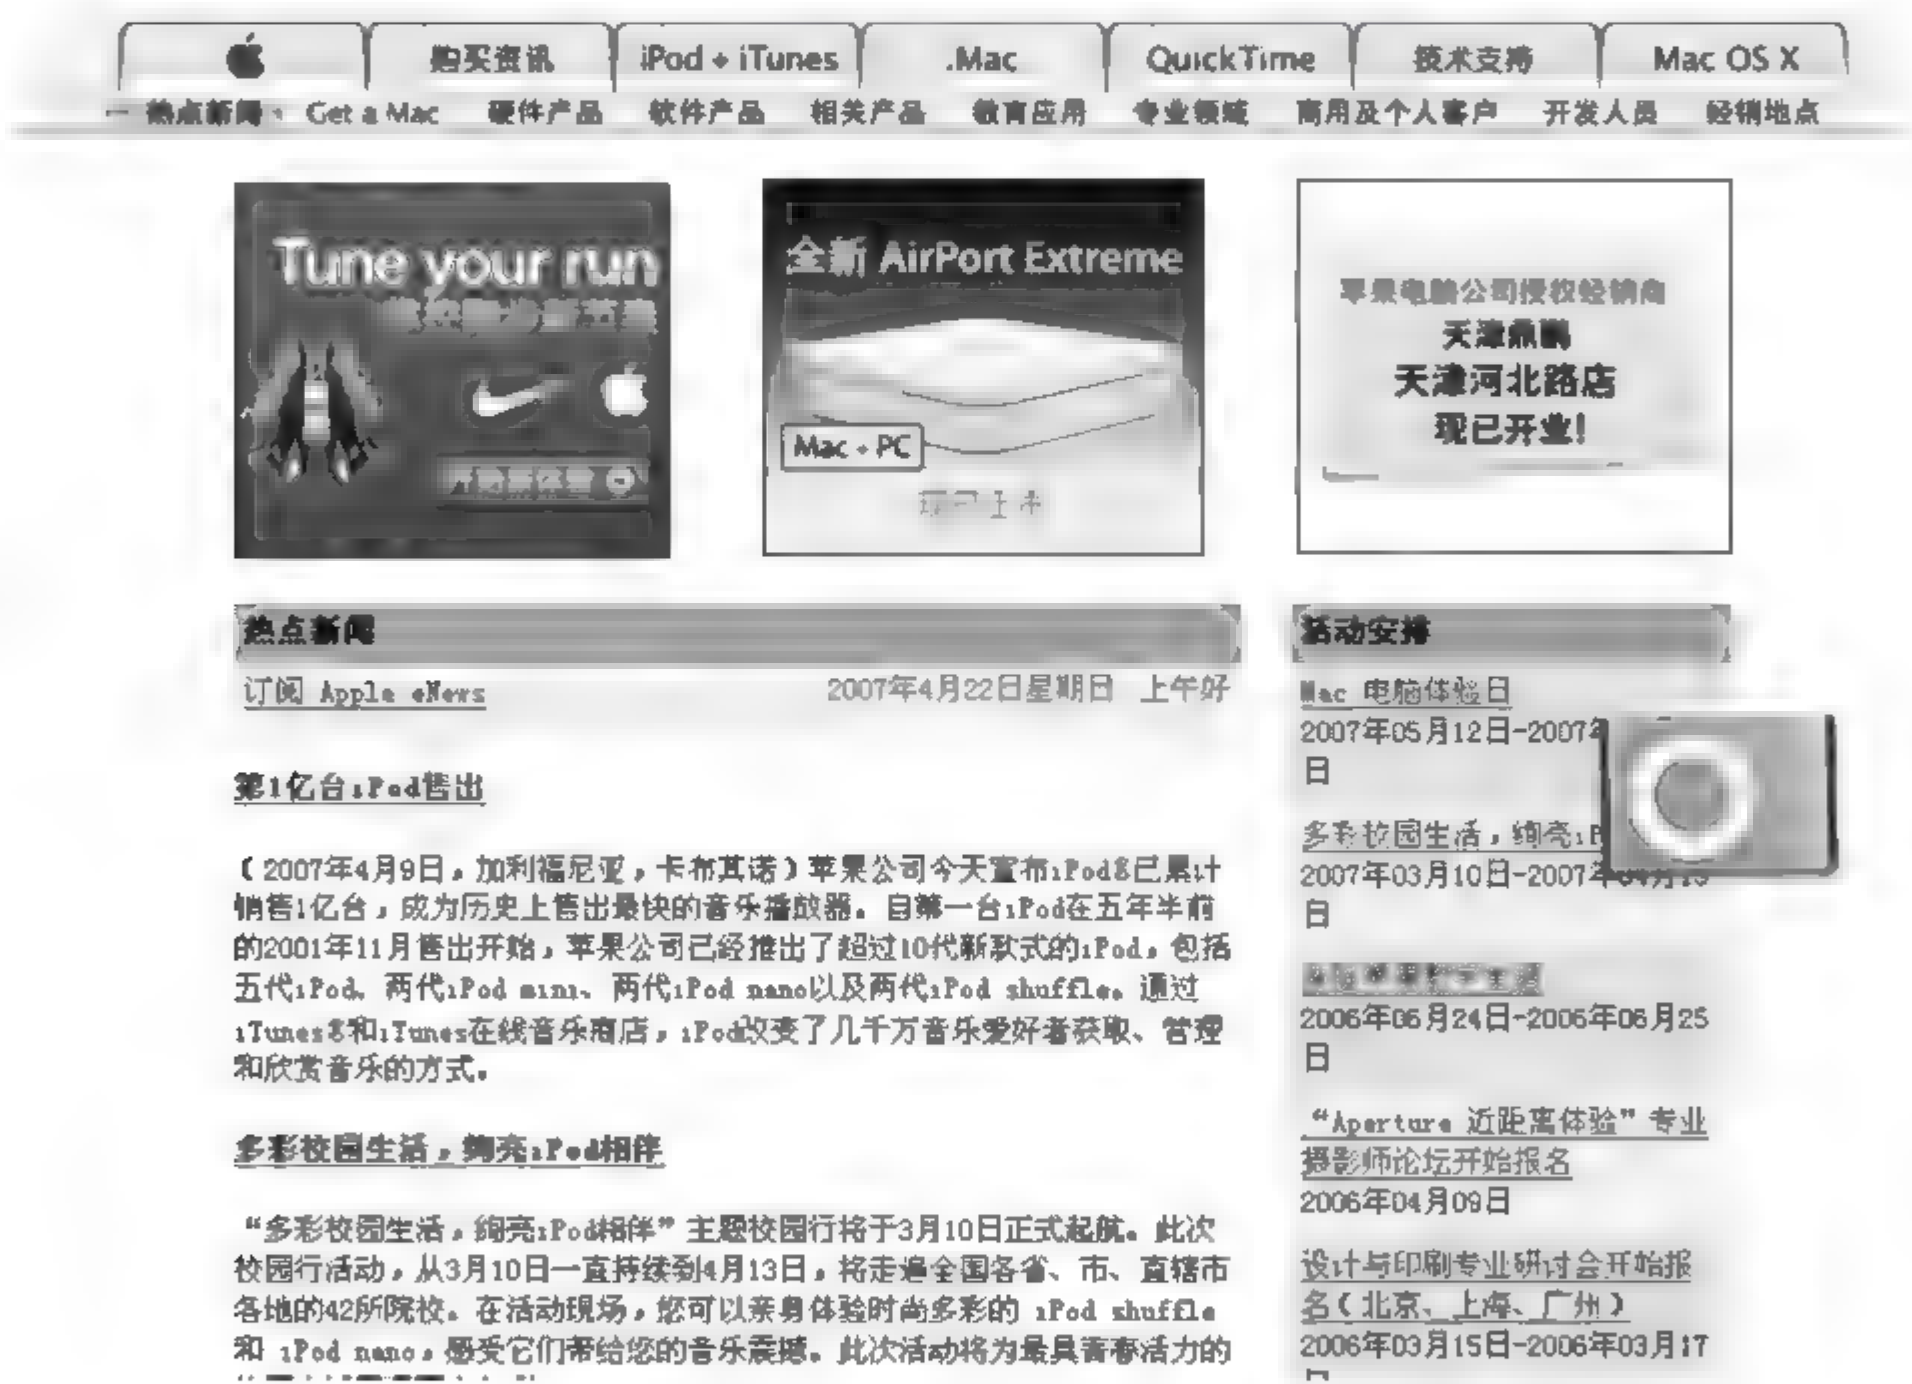 购买资讯 iPod + iTunes .Mac QuickTime 技术支持 Mac OS X
热点新闻 Get a Mac 硬件产品 软件产品 相关产品 教育应用 专业领域 商用及个人客户 开发人员 经销地点
Tune your run
全新 AirPort Extreme
Mac + PC
现已上市
苹果电脑公司授权经销商
天津鼎鹏
天津河北路店
现已开业!
热点新闻
订阅 Apple eNews 2007年4月22日星期日 上午好
第1亿台iPod售出
(2007年4月9日,加利福尼亚,卡布其诺)苹果公司今天宣布iPod®已累计
销售1亿台,成为历史上售出最快的音乐播放器。自第一台iPod在五年半前
的2001年11月售出开始,苹果公司已经推出了超过10代新款式的iPod,包括
五代iPod、两代iPod mini、两代iPod nano以及两代iPod shuffle。通过
iTunes®和iTunes在线音乐商店,iPod改变了几千万音乐爱好者获取、管理
和欣赏音乐的方式。
多彩校园生活,绚亮iPod相伴
“多彩校园生活,绚亮iPod相伴”主题校园行将于3月10日正式起航。此次
校园行活动,从3月10日一直持续到4月13日,将走遍全国各省、市、直辖市
各地的42所院校。在活动现场,您可以亲身体验时尚多彩的 iPod shuffle
和 iPod nano,感受它们带给您的音乐震撼。此次活动将为最具青春活力的
活动安排
Mac 电脑体验日
2007年05月12日-2007年
日
多彩校园生活,绚亮iP
2007年03月10日-2007年04月13
日
2006年06月24日-2006年06月25
日
“Aperture 近距离体验”专业
摄影师论坛开始报名
2006年04月09日
设计与印刷专业研讨会开始报
名(北京、上海、广州)
2006年03月15日-2006年03月17